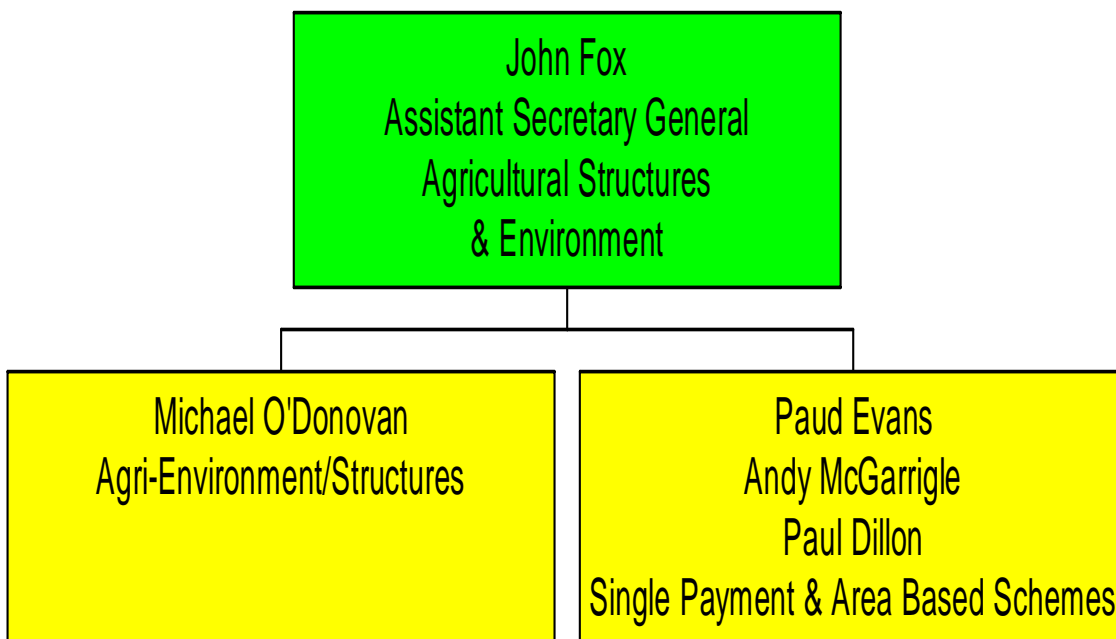 John Fox
Assistant Secretary General
Agricultural Structures
& Environment
Michael O'Donovan
Agri-Environment/Structures
Paud Evans
Andy McGarrigle
Paul Dillon
Single Payment & Area Based Schemes